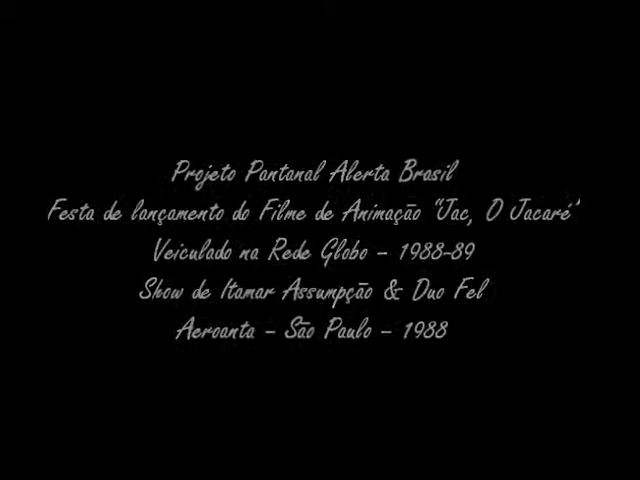 Projeto Pantanal Alerta Brasil
Festa de lançamento do Filme de Animação "Jac, O Jacaré"
Veiculado na Rede Globo – 1988-89
Show de Itamar Assumpção & Duo Fel
Aeroanta – São Paulo – 1988